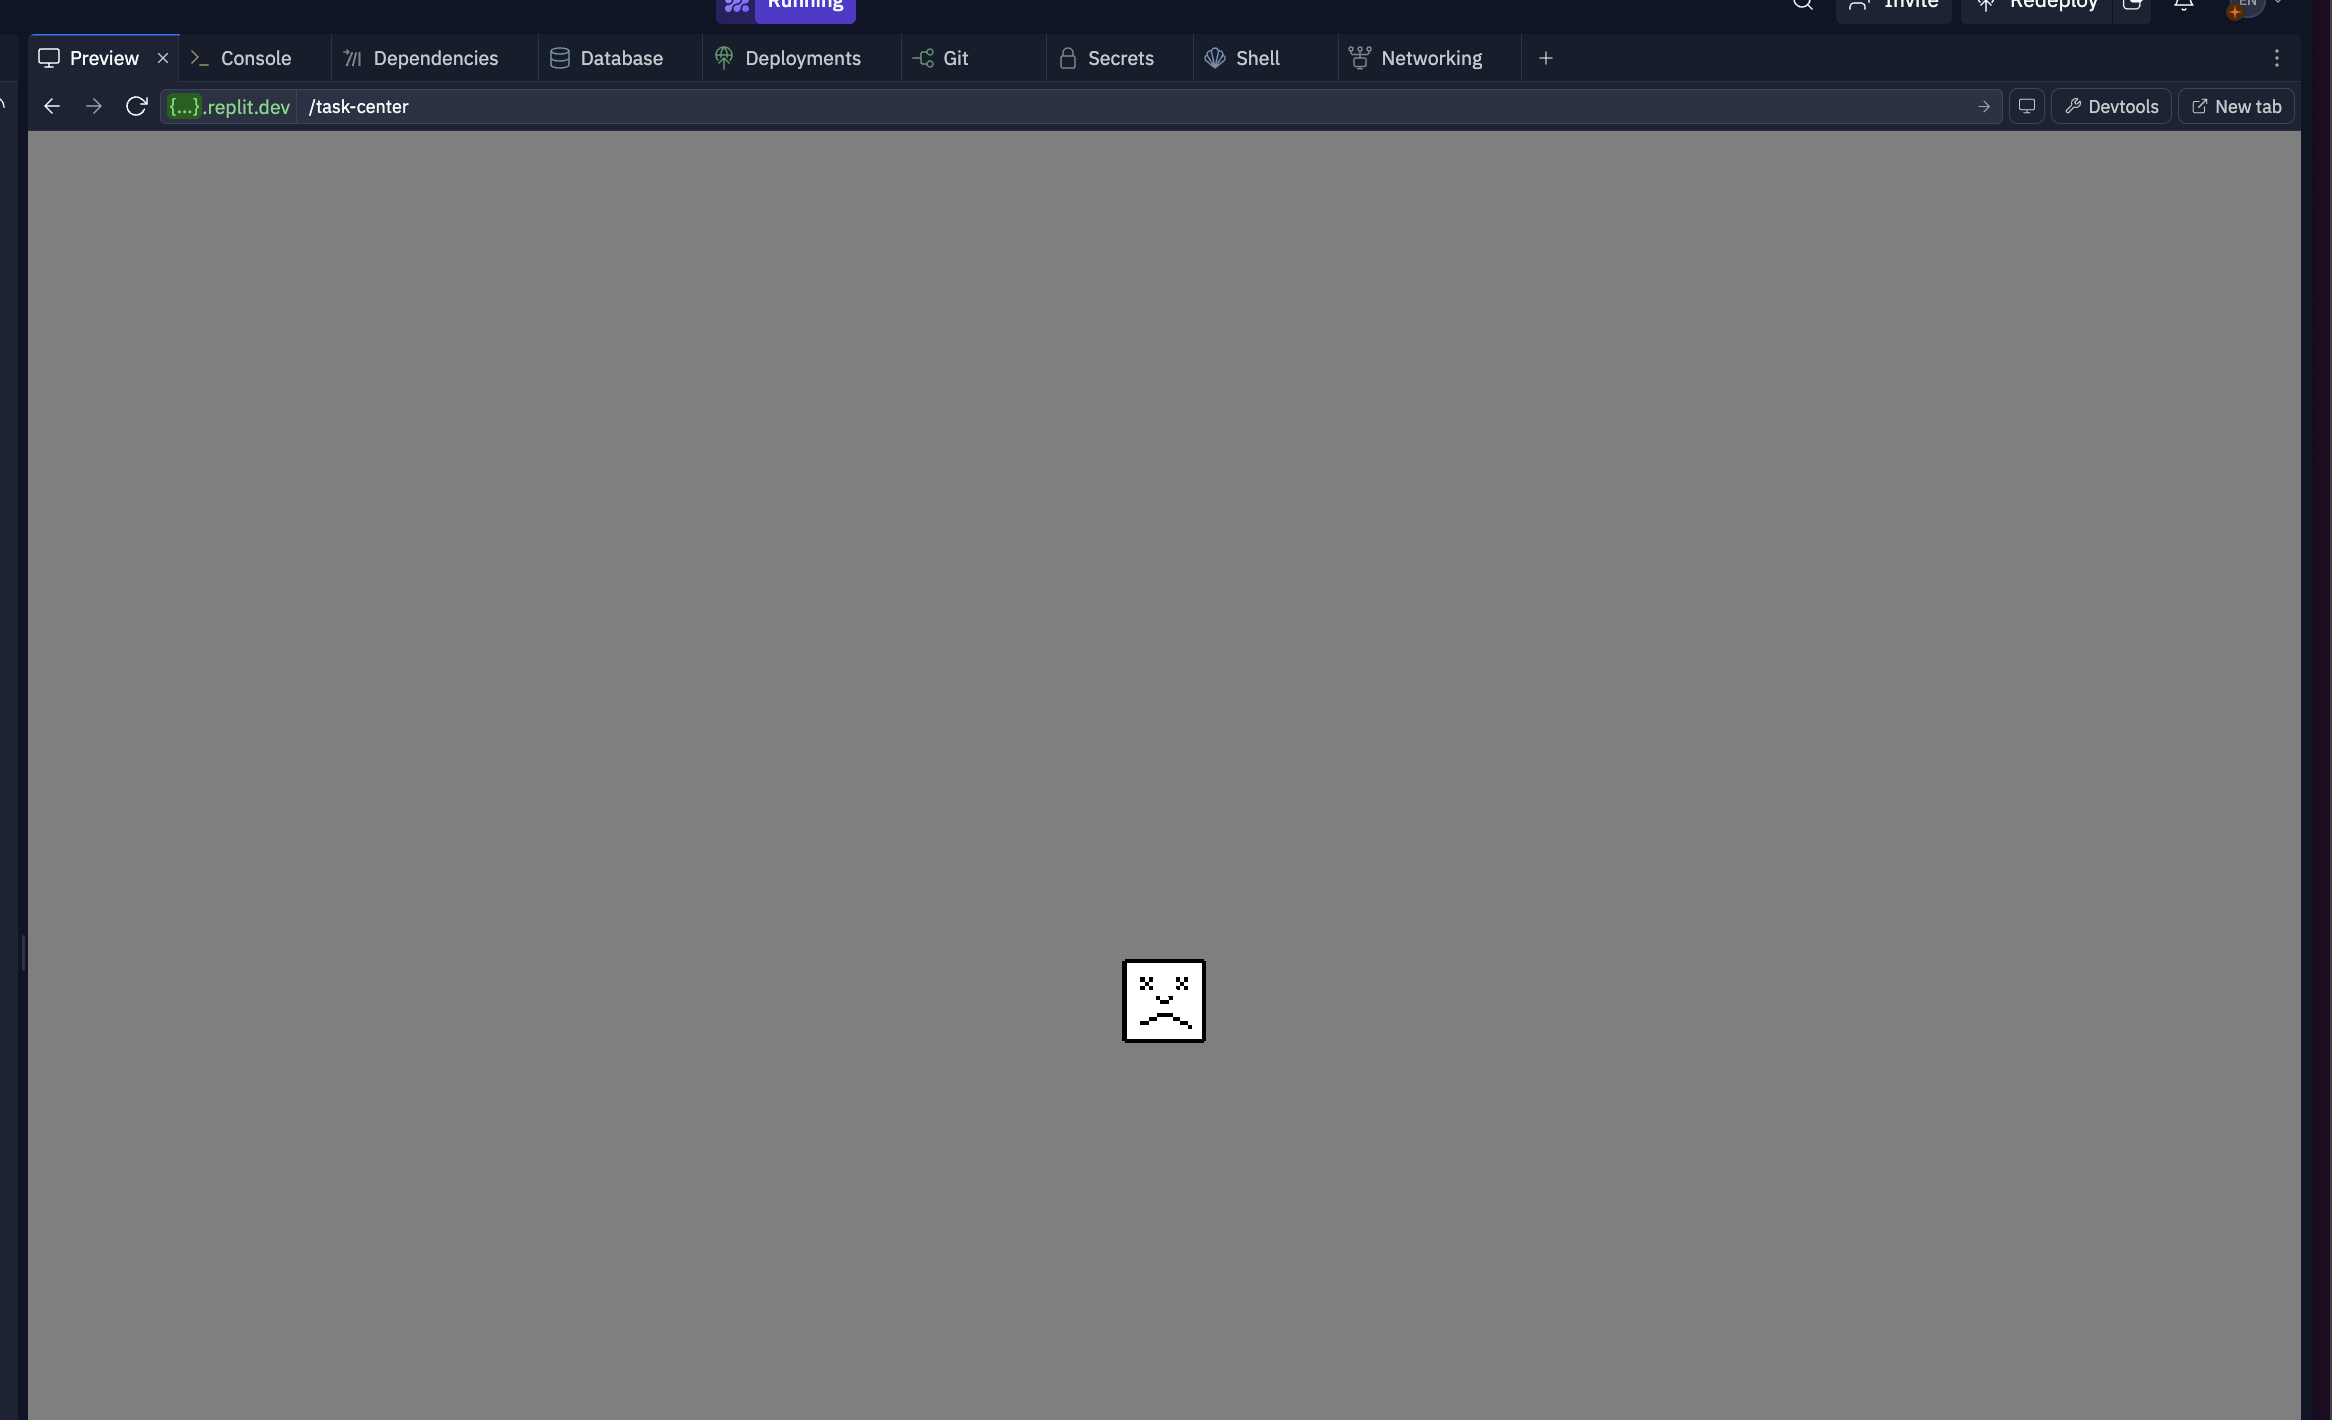 Running
Invite
Redeploy
EN
Preview
Console
Dependencies
Database
Deployments
Git
Secrets
Shell
Networking
{...}.replit.dev
/task-center
Devtools
New tab